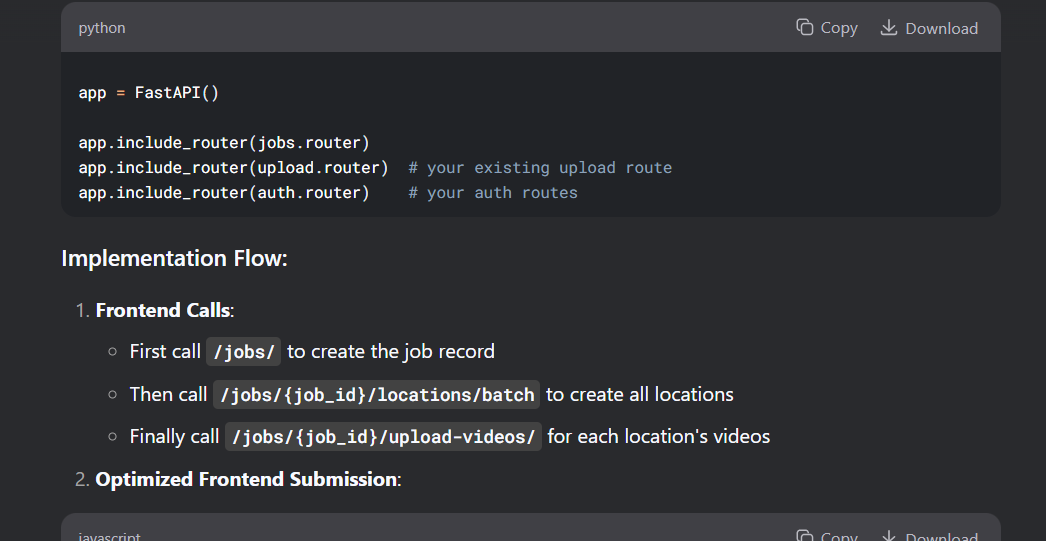 python Copy Download
app = FastAPI()
app.include_router(jobs.router)
app.include_router(upload.router)  # your existing upload route
app.include_router(auth.router)    # your auth routes
Implementation Flow:
1. Frontend Calls:
First call /jobs/ to create the job record
Then call /jobs/{job_id}/locations/batch to create all locations
Finally call /jobs/{job_id}/upload-videos/ for each location's videos
2. Optimized Frontend Submission:
javascript Copy Download